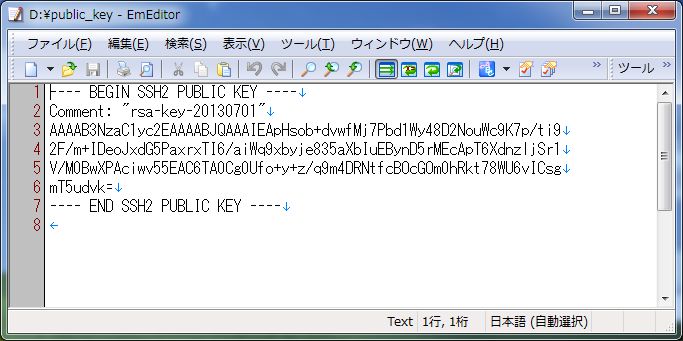 D:¥public_key - EmEditor
ファイル(F) 編集(E) 検索(S) 表示(V) ツール(T) ウィンドウ(W) ヘルプ(H)
ツール
1 ---- BEGIN SSH2 PUBLIC KEY ----↓
2 Comment: "rsa-key-20130701"↓
3 AAAAB3NzaC1yc2EAAAABJQAAAIEApHsob+dvwfMj7Pbd1Wy48D2NouWc9K7p/ti9↓
4 2F/m+IDeoJxdG5PaxrxTI6/aiWq9xbyje835aXbIuEBynD5rMEcApT6XdnzljSr1↓
5 V/M0BwXPAciwv55EAC6TA0Cg0Ufo+y+z/q9m4DRNtfcBOcGOm0hRkt78WU6vICsg↓
6 mT5udvk=↓
7 ---- END SSH2 PUBLIC KEY ----↓
8 ←
Text 1行, 1桁 日本語 (自動選択)